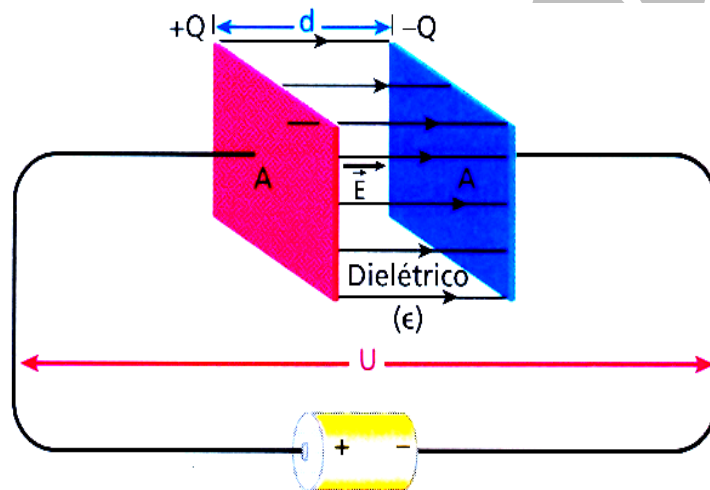 +Q d −Q
A A
E
Dielétrico
(ϵ)
U
+ −